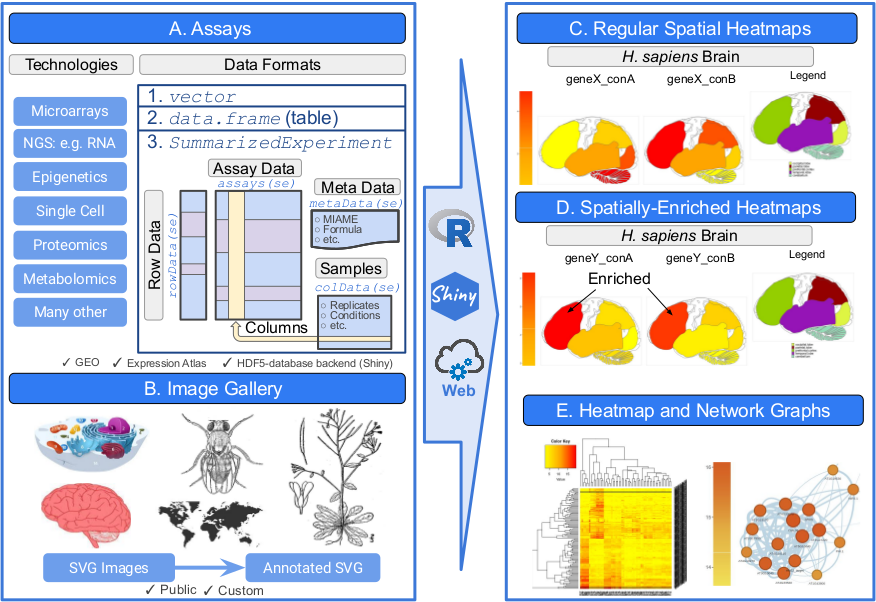 A. Assays
Technologies
Data Formats
Microarrays
NGS: e.g. RNA
Epigenetics
Single Cell
Proteomics
Metabolomics
Many other
1. vector
2. data.frame (table)
3. SummarizedExperiment
Assay Data
assays(se)
Row Data
rowData(se)
Meta Data
metaData(se)
MIAME
Formula
etc.
Samples
colData(se)
Replicates
Conditions
etc.
Columns
✓ GEO ✓ Expression Atlas ✓ HDF5-database backend (Shiny)
B. Image Gallery
SVG Images
Annotated SVG
✓ Public ✓ Custom
R
Shiny
Web
C. Regular Spatial Heatmaps
H. sapiens Brain
geneX_conA
geneX_conB
Legend
D. Spatially-Enriched Heatmaps
H. sapiens Brain
geneY_conA
geneY_conB
Legend
Enriched
E. Heatmap and Network Graphs
Color Key
Value